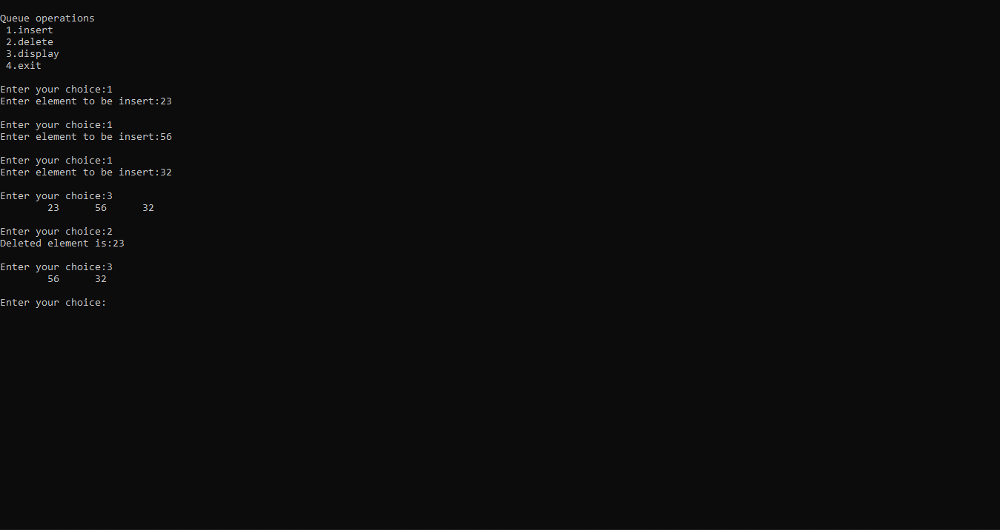 Queue operations
 1.insert
 2.delete
 3.display
 4.exit

Enter your choice:1
Enter element to be insert:23

Enter your choice:1
Enter element to be insert:56

Enter your choice:1
Enter element to be insert:32

Enter your choice:3
        23      56      32

Enter your choice:2
Deleted element is:23

Enter your choice:3
        56      32

Enter your choice: